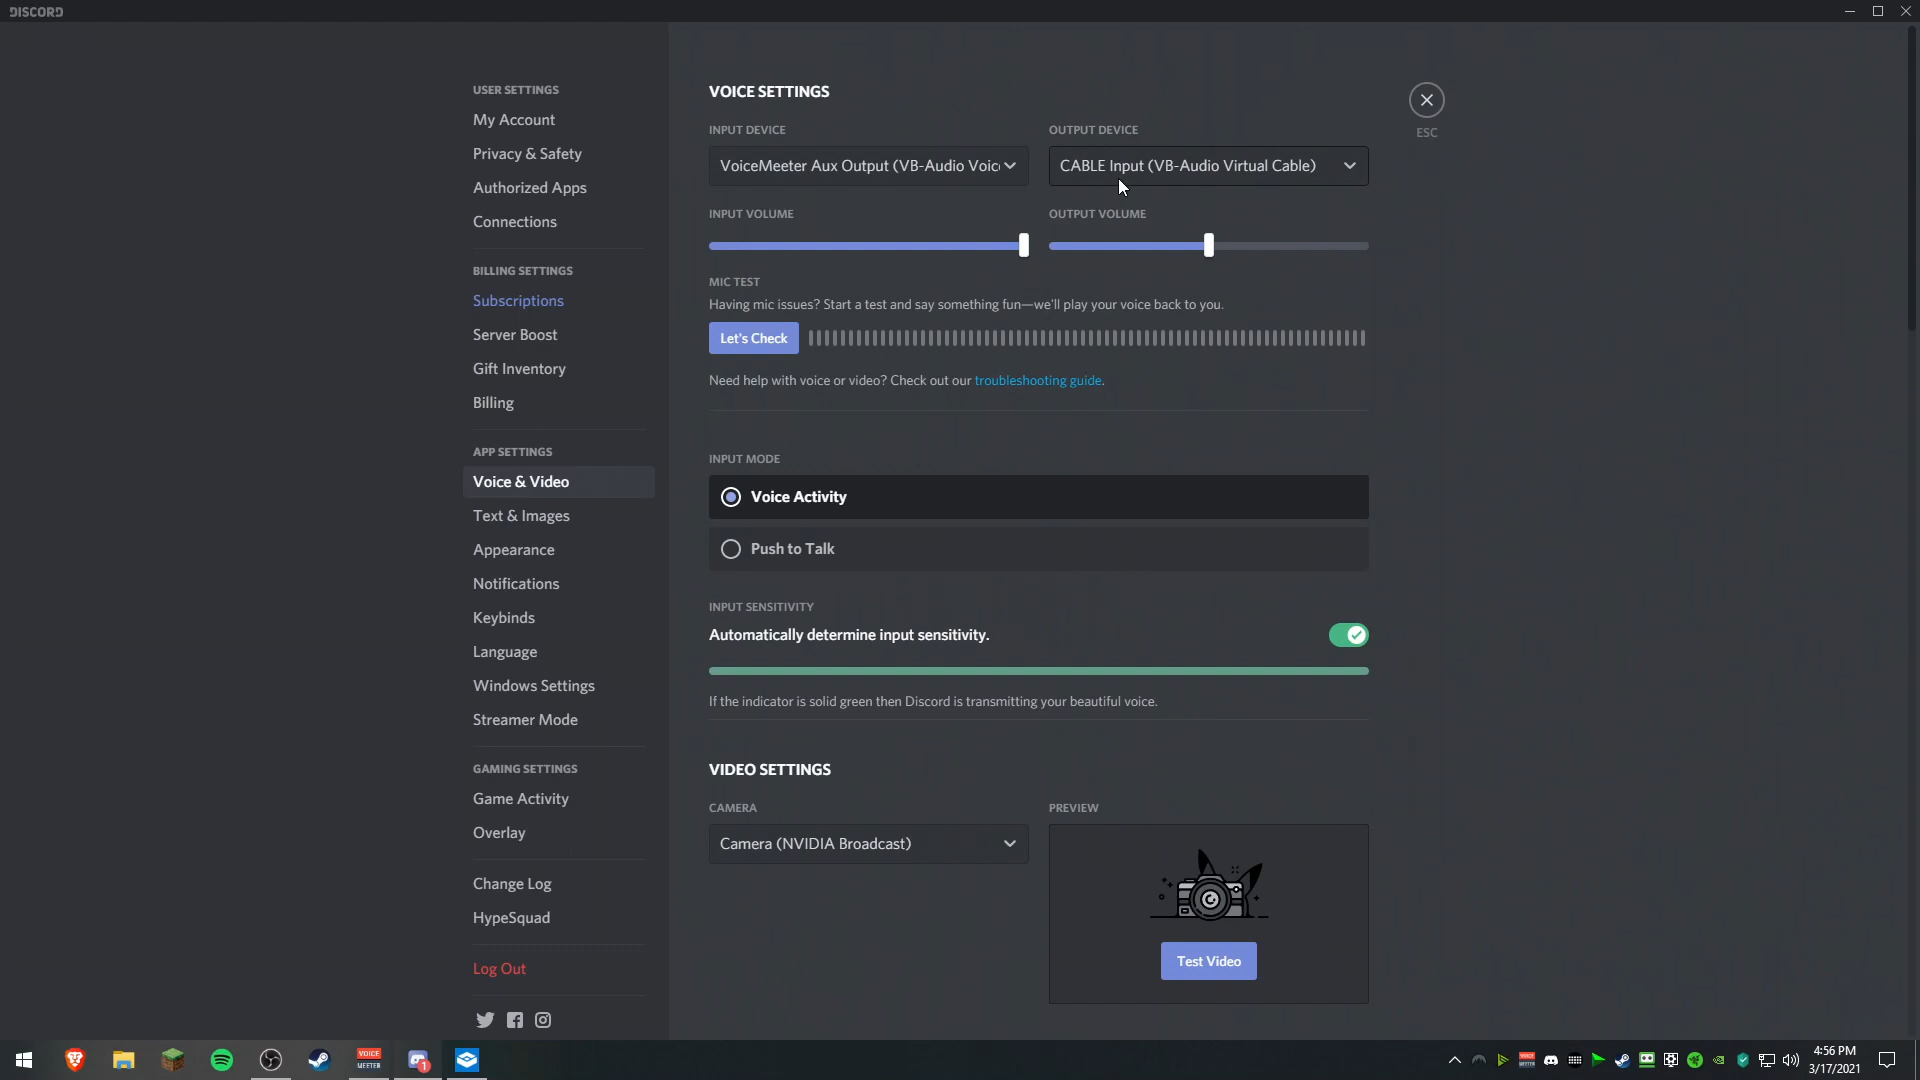 DISCORD
USER SETTINGS
My Account
Privacy & Safety
Authorized Apps
Connections
BILLING SETTINGS
Subscriptions
Server Boost
Gift Inventory
Billing
APP SETTINGS
Voice & Video
Text & Images
Appearance
Notifications
Keybinds
Language
Windows Settings
Streamer Mode
GAMING SETTINGS
Game Activity
Overlay
Change Log
HypeSquad
Log Out
VOICE SETTINGS
ESC
INPUT DEVICE
VoiceMeeter Aux Output (VB-Audio Voic
OUTPUT DEVICE
CABLE Input (VB-Audio Virtual Cable)
INPUT VOLUME
OUTPUT VOLUME
MIC TEST
Having mic issues? Start a test and say something fun—we'll play your voice back to you.
Let's Check
Need help with voice or video? Check out our troubleshooting guide.
INPUT MODE
Voice Activity
Push to Talk
INPUT SENSITIVITY
Automatically determine input sensitivity.
If the indicator is solid green then Discord is transmitting your beautiful voice.
VIDEO SETTINGS
CAMERA
Camera (NVIDIA Broadcast)
PREVIEW
Test Video
VOICE
MEETER
1
4:56 PM
3/17/2021